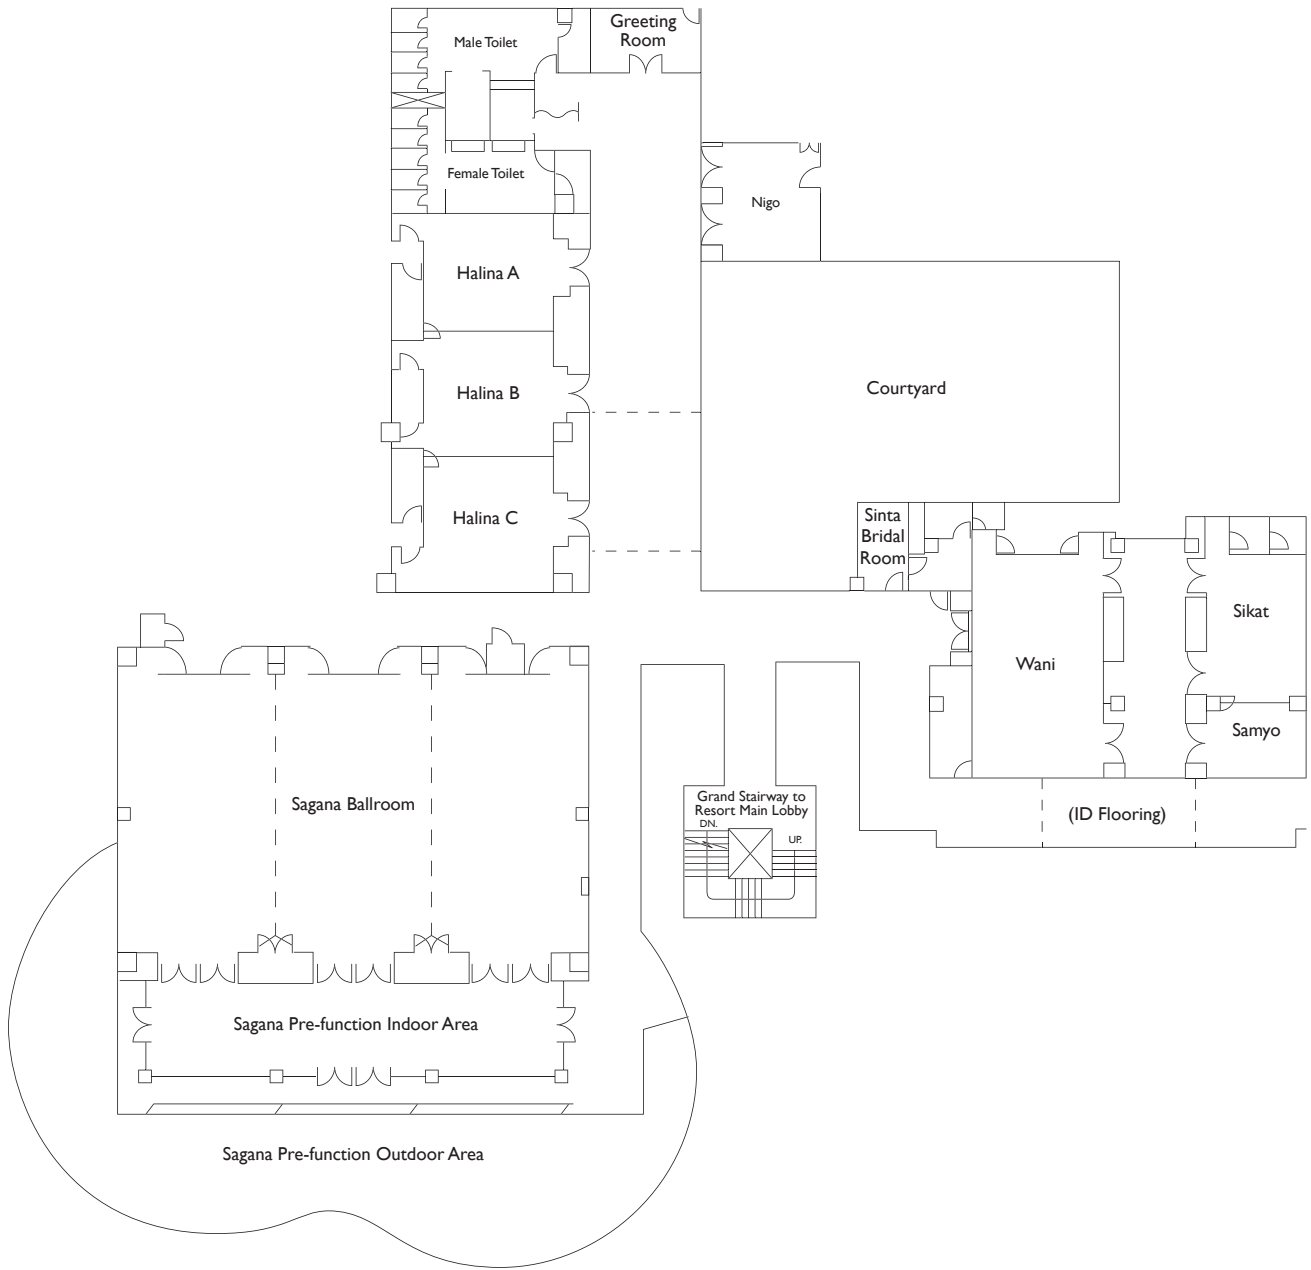 Greeting
Room
Male Toilet
Female Toilet
Nigo
Halina A
Halina B
Courtyard
Halina C
Sinta
Bridal
Room
Sikat
Wani
Samyo
Grand Stairway to
Resort Main Lobby
DN.
UP.
Sagana Ballroom
(ID Flooring)
Sagana Pre-function Indoor Area
Sagana Pre-function Outdoor Area